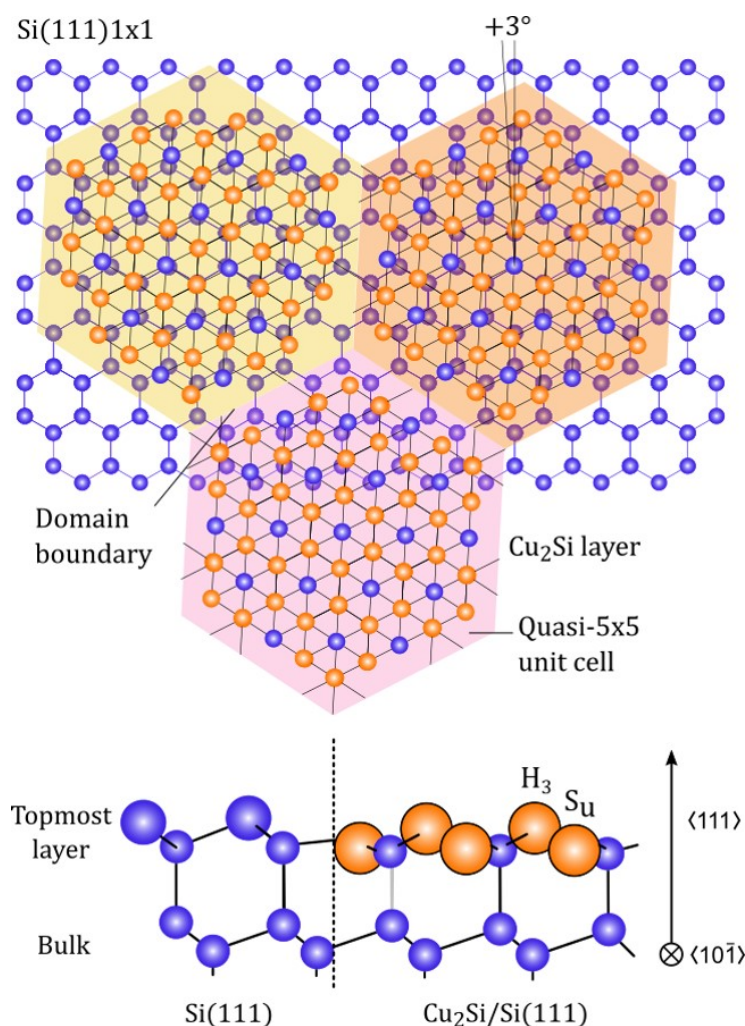 Si(111)1x1
+3°
Domain
boundary
Cu₂Si layer
Quasi-5x5
unit cell
H₃
Su
Topmost
layer
⟨111⟩
Bulk
⟨101̄⟩
Si(111)
Cu₂Si/Si(111)